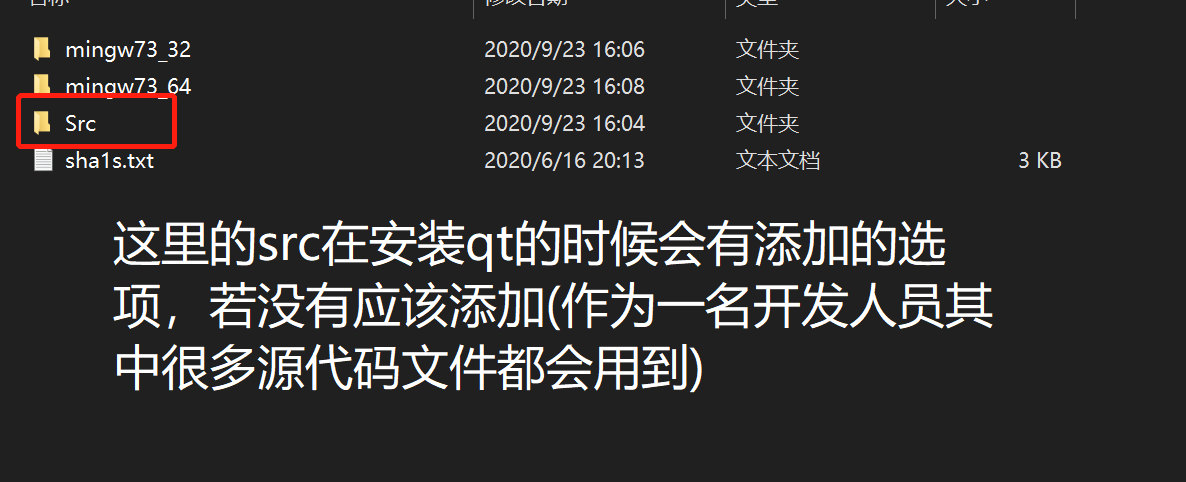 mingw73_32 2020/9/23 16:06 文件夹
mingw73_64 2020/9/23 16:08 文件夹
Src 2020/9/23 16:04 文件夹
sha1s.txt 2020/6/16 20:13 文本文档 3 KB
这里的src在安装qt的时候会有添加的选
项，若没有应该添加(作为一名开发人员其
中很多源代码文件都会用到)